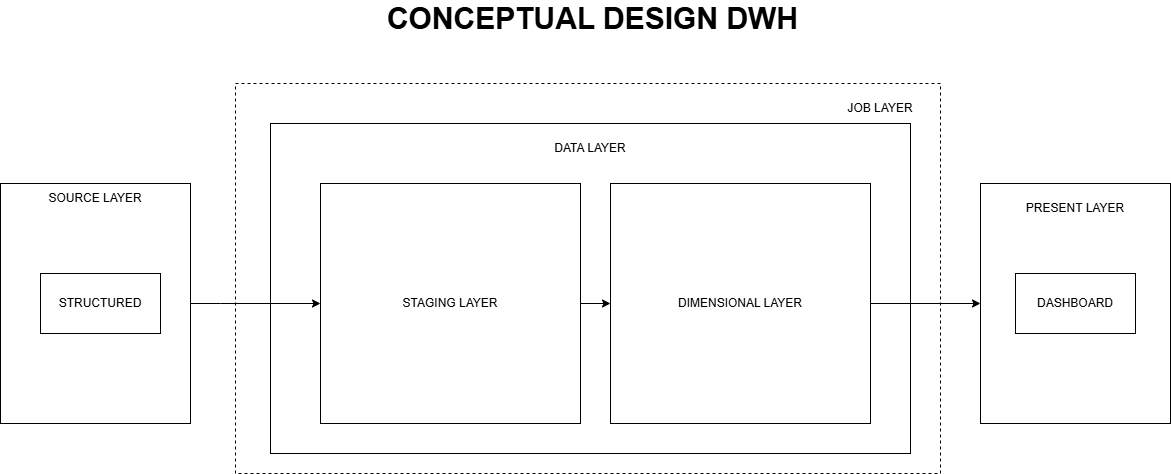 CONCEPTUAL DESIGN DWH
JOB LAYER
DATA LAYER
SOURCE LAYER
PRESENT LAYER
STRUCTURED
STAGING LAYER
DIMENSIONAL LAYER
DASHBOARD